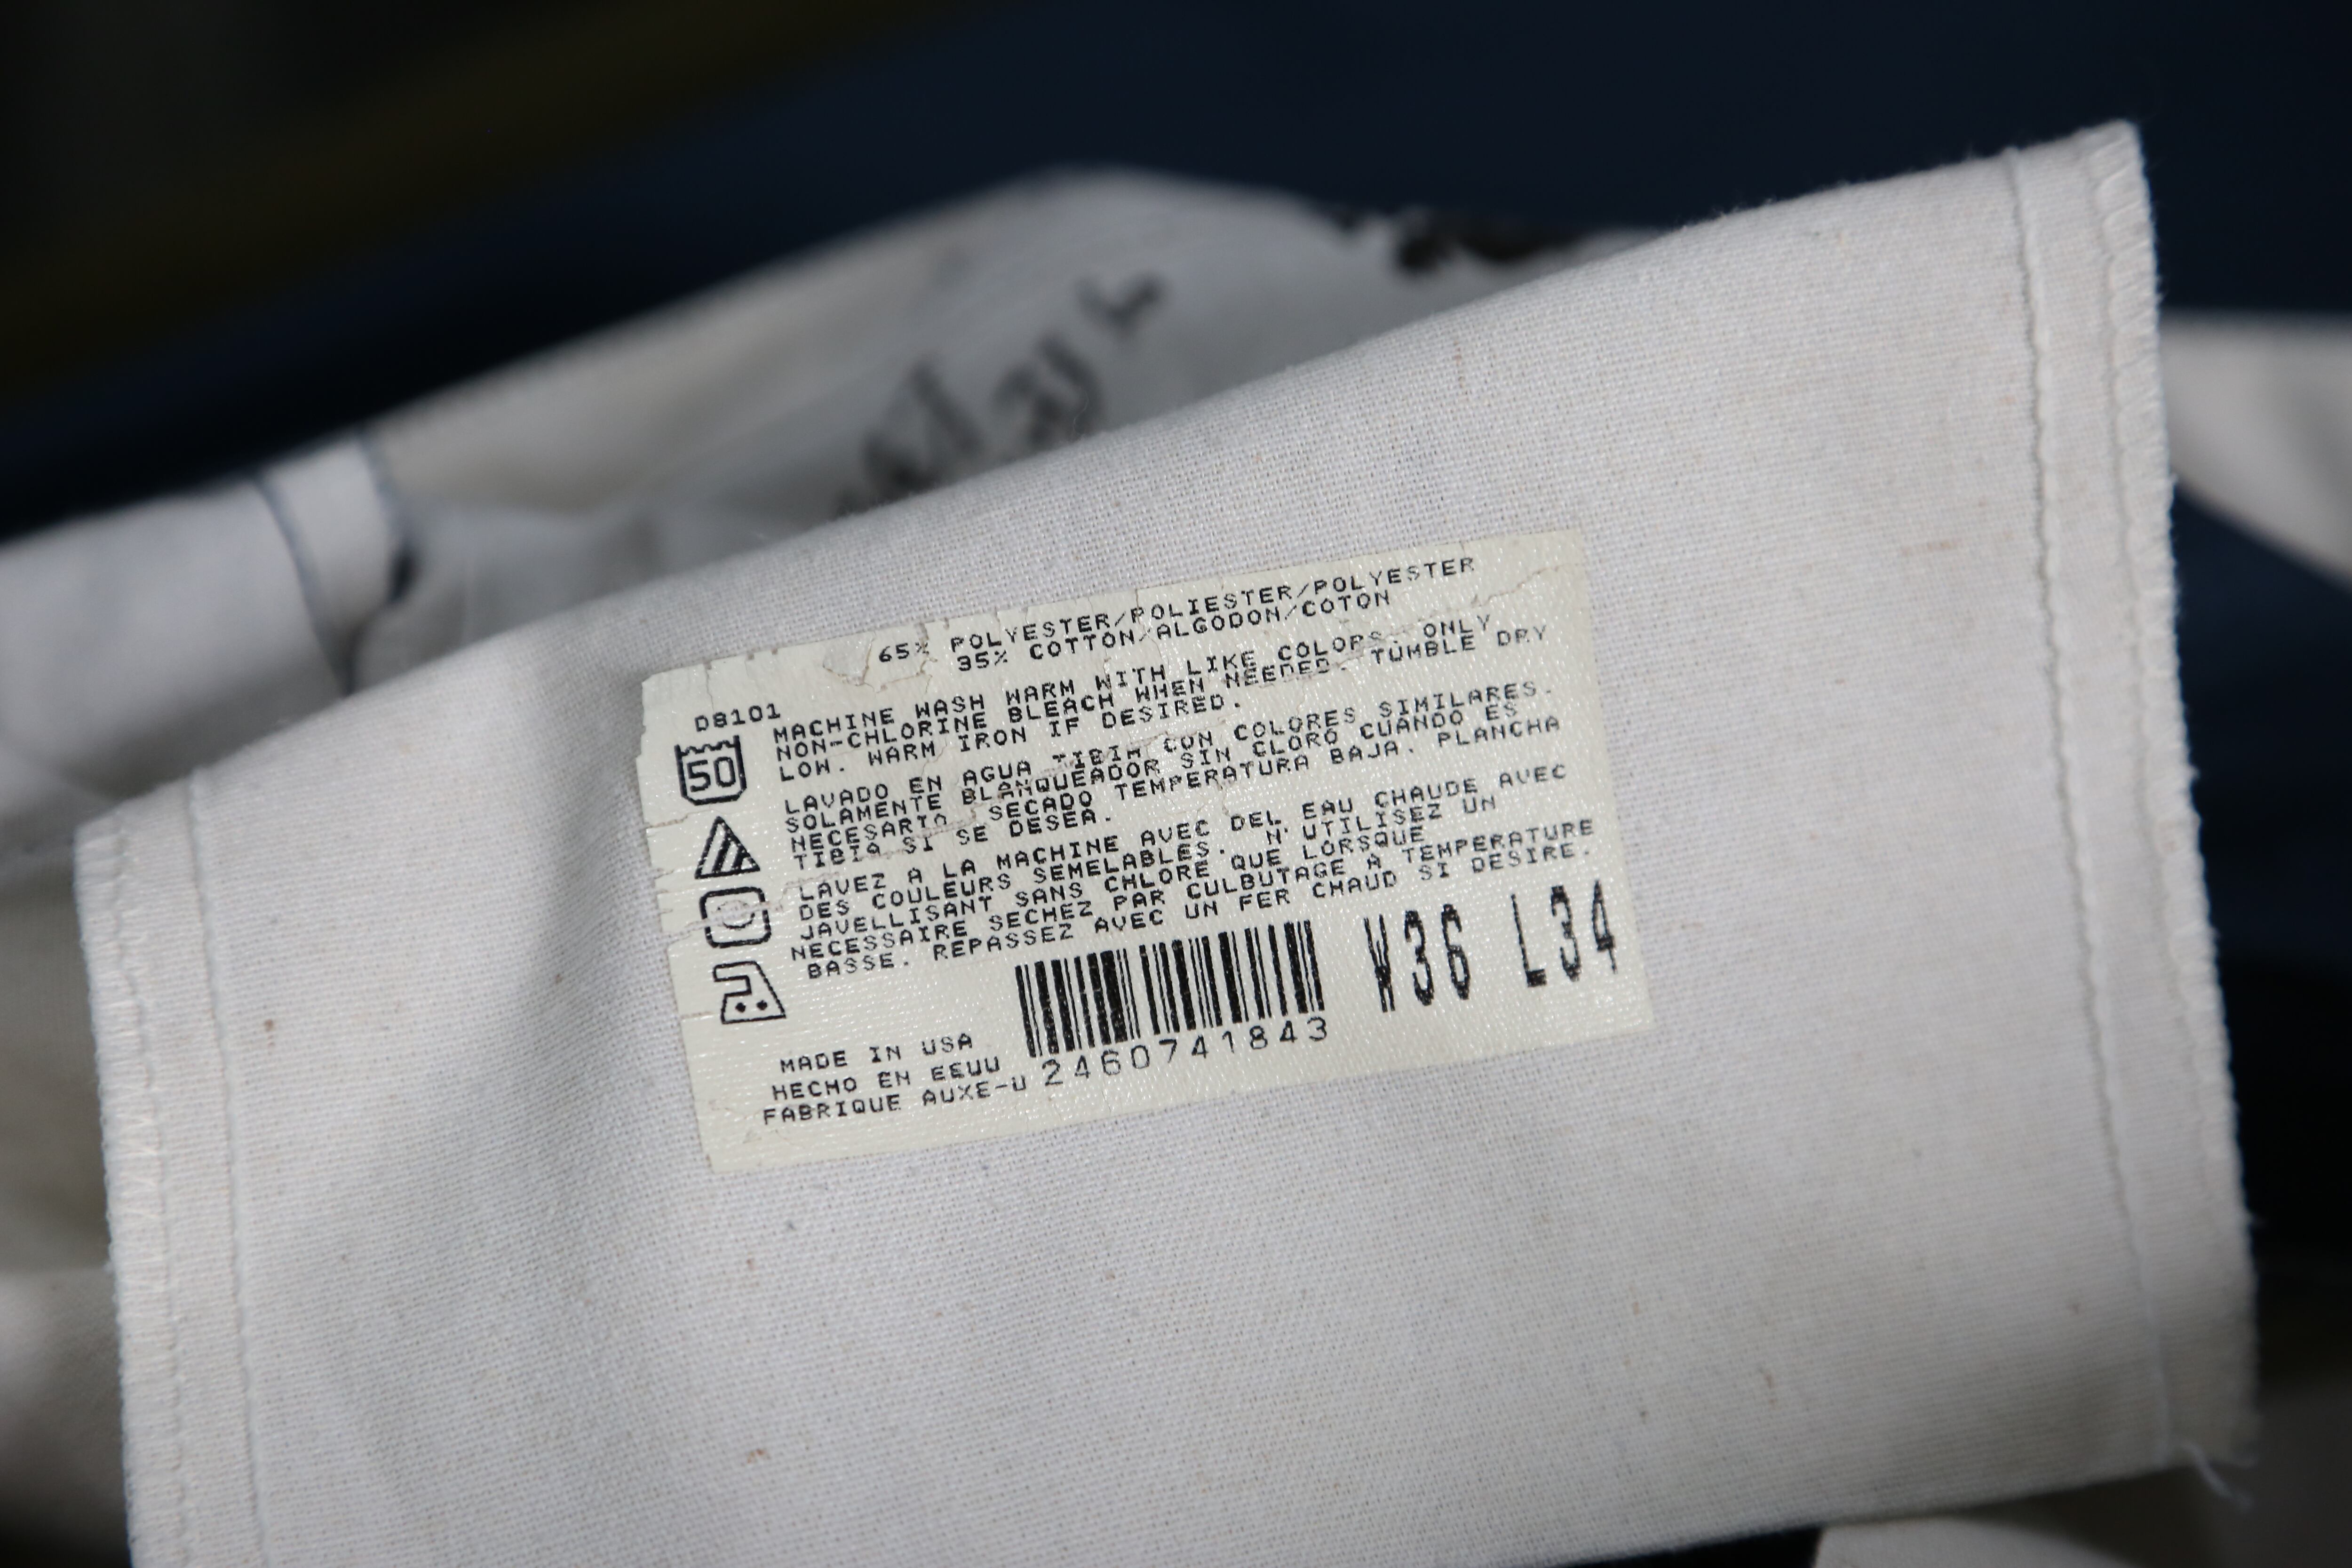 65% POLYESTER/POLIESTER/POLYESTER
35% COTTON/ALGODON/COTON
D8101
MACHINE WASH WARM WITH LIKE COLORS. ONLY
NON-CHLORINE BLEACH WHEN NEEDED. TUMBLE DRY
LOW. WARM IRON IF DESIRED.
50
LAVADO EN AGUA TIBIA CON COLORES SIMILARES.
SOLAMENTE BLANQUEADOR SIN CLORO CUANDO ES
NECESARIO. SECADO TEMPERATURA BAJA. PLANCHA
TIBIA SI SE DESEA.
LAVEZ A LA MACHINE AVEC DEL EAU CHAUDE AVEC
DES COULEURS SEMELABLES. N'UTILISEZ UN
JAVELLISANT SANS CHLORE QUE LORSQUE
NECESSAIRE SECHEZ PAR CULBUTAGE A TEMPERATURE
BASSE. REPASSEZ AVEC UN FER CHAUD SI DESIRE.
W36 L34
2460741843
MADE IN USA
HECHO EN EEUU
FABRIQUE AUXE-U